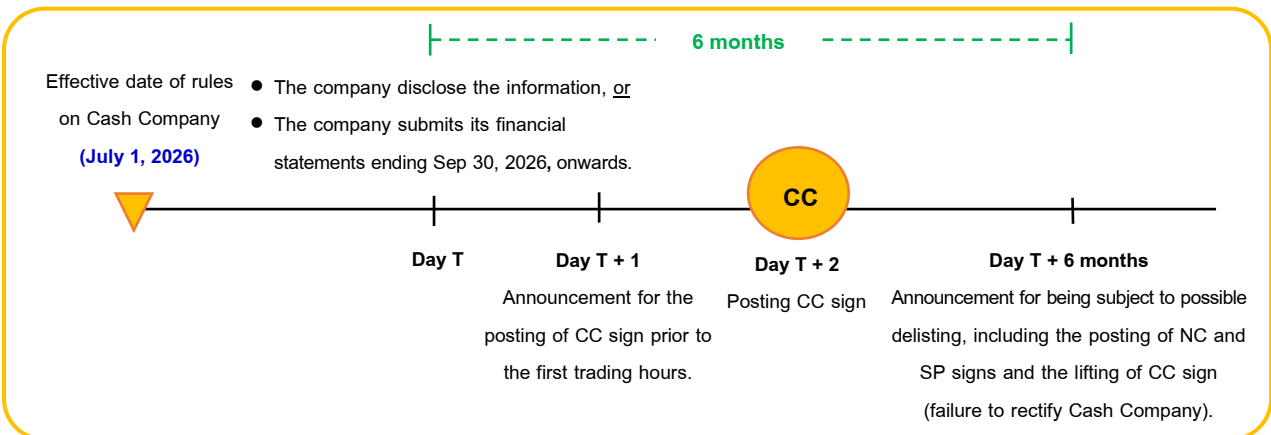 6 months
Effective date of rules
on Cash Company
(July 1, 2026)
● The company disclose the information, or
● The company submits its financial
statements ending Sep 30, 2026, onwards.
CC
Day T
Day T + 1
Announcement for the
posting of CC sign prior to
the first trading hours.
Day T + 2
Posting CC sign
Day T + 6 months
Announcement for being subject to possible
delisting, including the posting of NC and
SP signs and the lifting of CC sign
(failure to rectify Cash Company).